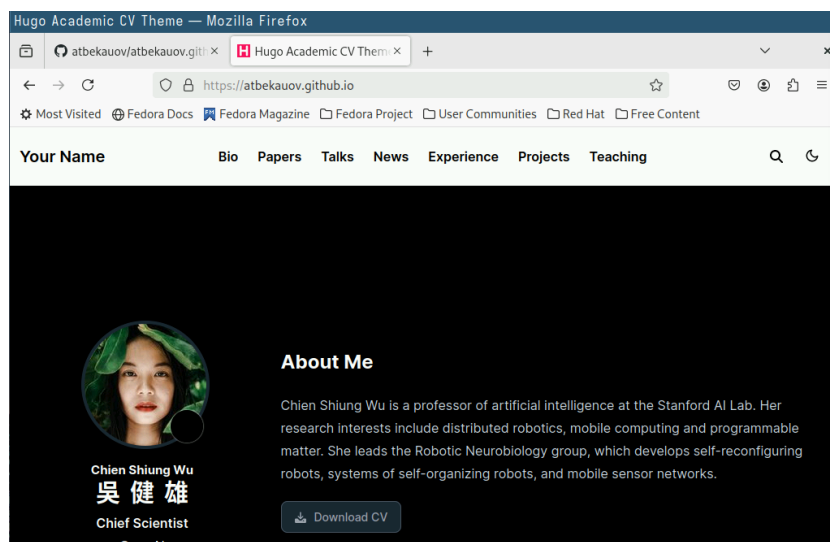 Hugo Academic CV Theme — Mozilla Firefox
atbekauov/atbekauov.gith
Hugo Academic CV Them
https://atbekauov.github.io
Most Visited Fedora Docs Fedora Magazine Fedora Project User Communities Red Hat Free Content
Your Name Bio Papers Talks News Experience Projects Teaching
About Me
Chien Shiung Wu is a professor of artificial intelligence at the Stanford AI Lab. Her
research interests include distributed robotics, mobile computing and programmable
matter. She leads the Robotic Neurobiology group, which develops self-reconfiguring
robots, systems of self-organizing robots, and mobile sensor networks.
Download CV
Chien Shiung Wu
吳健雄
Chief Scientist